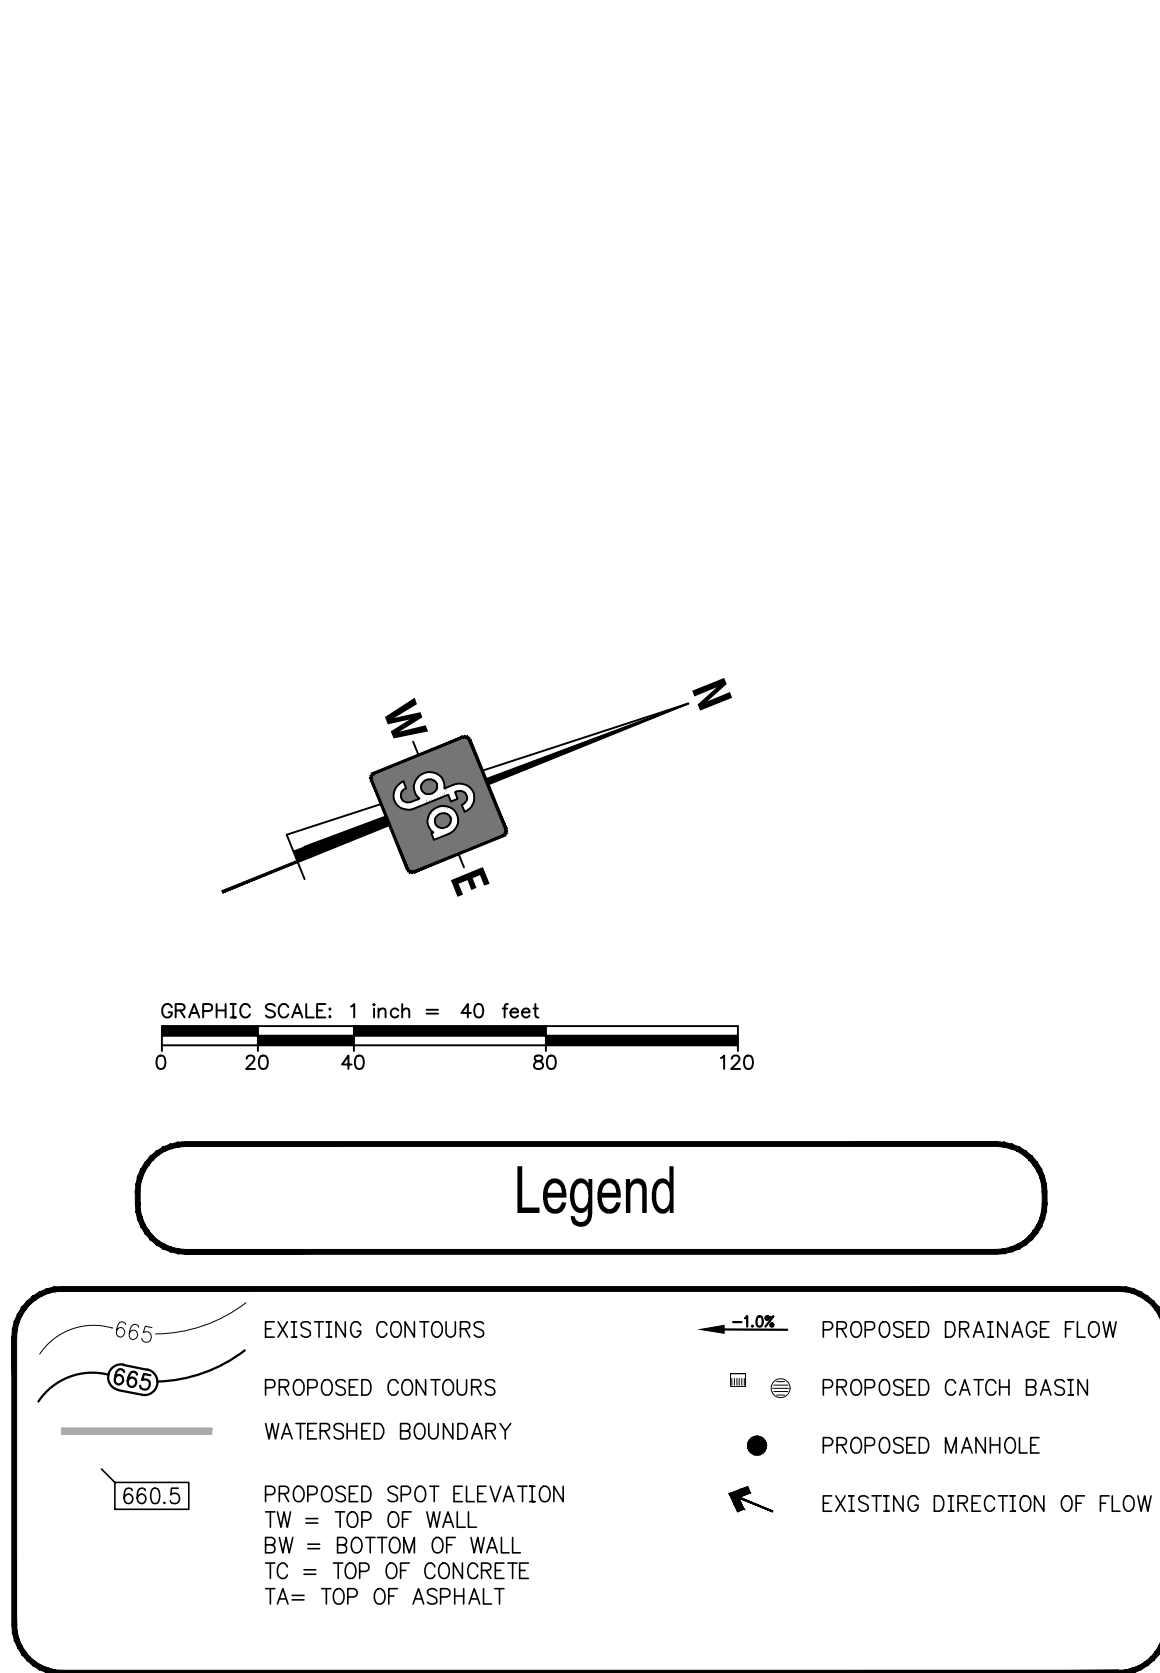 N
W
gfa
E
GRAPHIC SCALE: 1 inch = 40 feet
0 20 40 80 120
Legend
665 EXISTING CONTOURS
665 PROPOSED CONTOURS
WATERSHED BOUNDARY
660.5 PROPOSED SPOT ELEVATION
TW = TOP OF WALL
BW = BOTTOM OF WALL
TC = TOP OF CONCRETE
TA= TOP OF ASPHALT
-1.0% PROPOSED DRAINAGE FLOW
PROPOSED CATCH BASIN
PROPOSED MANHOLE
EXISTING DIRECTION OF FLOW